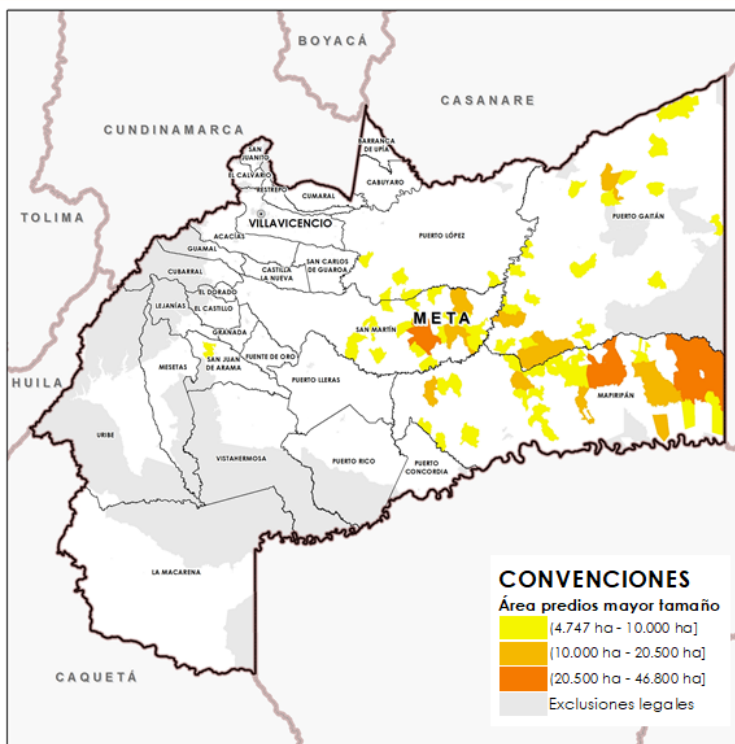 BOYACÁ
CASANARE
CUNDINAMARCA
BARRANCA
DE UPÍA
SAN
JUANITO
EL CALVARIO
CABUYARO
RESTREPO
CUMARAL
TOLIMA
VILLAVICENCIO
PUERTO GAITÁN
ACACÍAS
PUERTO LÓPEZ
GUAMAL
SAN CARLOS
DE GUAROA
CUBARRAL
CASTILLA
LA NUEVA
EL DORADO
LEJANÍAS
EL CASTILLO
META
GRANADA
SAN MARTÍN
FUENTE DE ORO
SAN JUAN
DE ARAMA
MESETAS
HUILA
PUERTO LLERAS
MAPIRIPÁN
URIBE
VISTAHERMOSA
PUERTO RICO
PUERTO
CONCORDIA
LA MACARENA
CAQUETÁ
CONVENCIONES
Área predios mayor tamaño
(4.747 ha - 10.000 ha]
(10.000 ha - 20.500 ha]
(20.500 ha - 46.800 ha]
Exclusiones legales